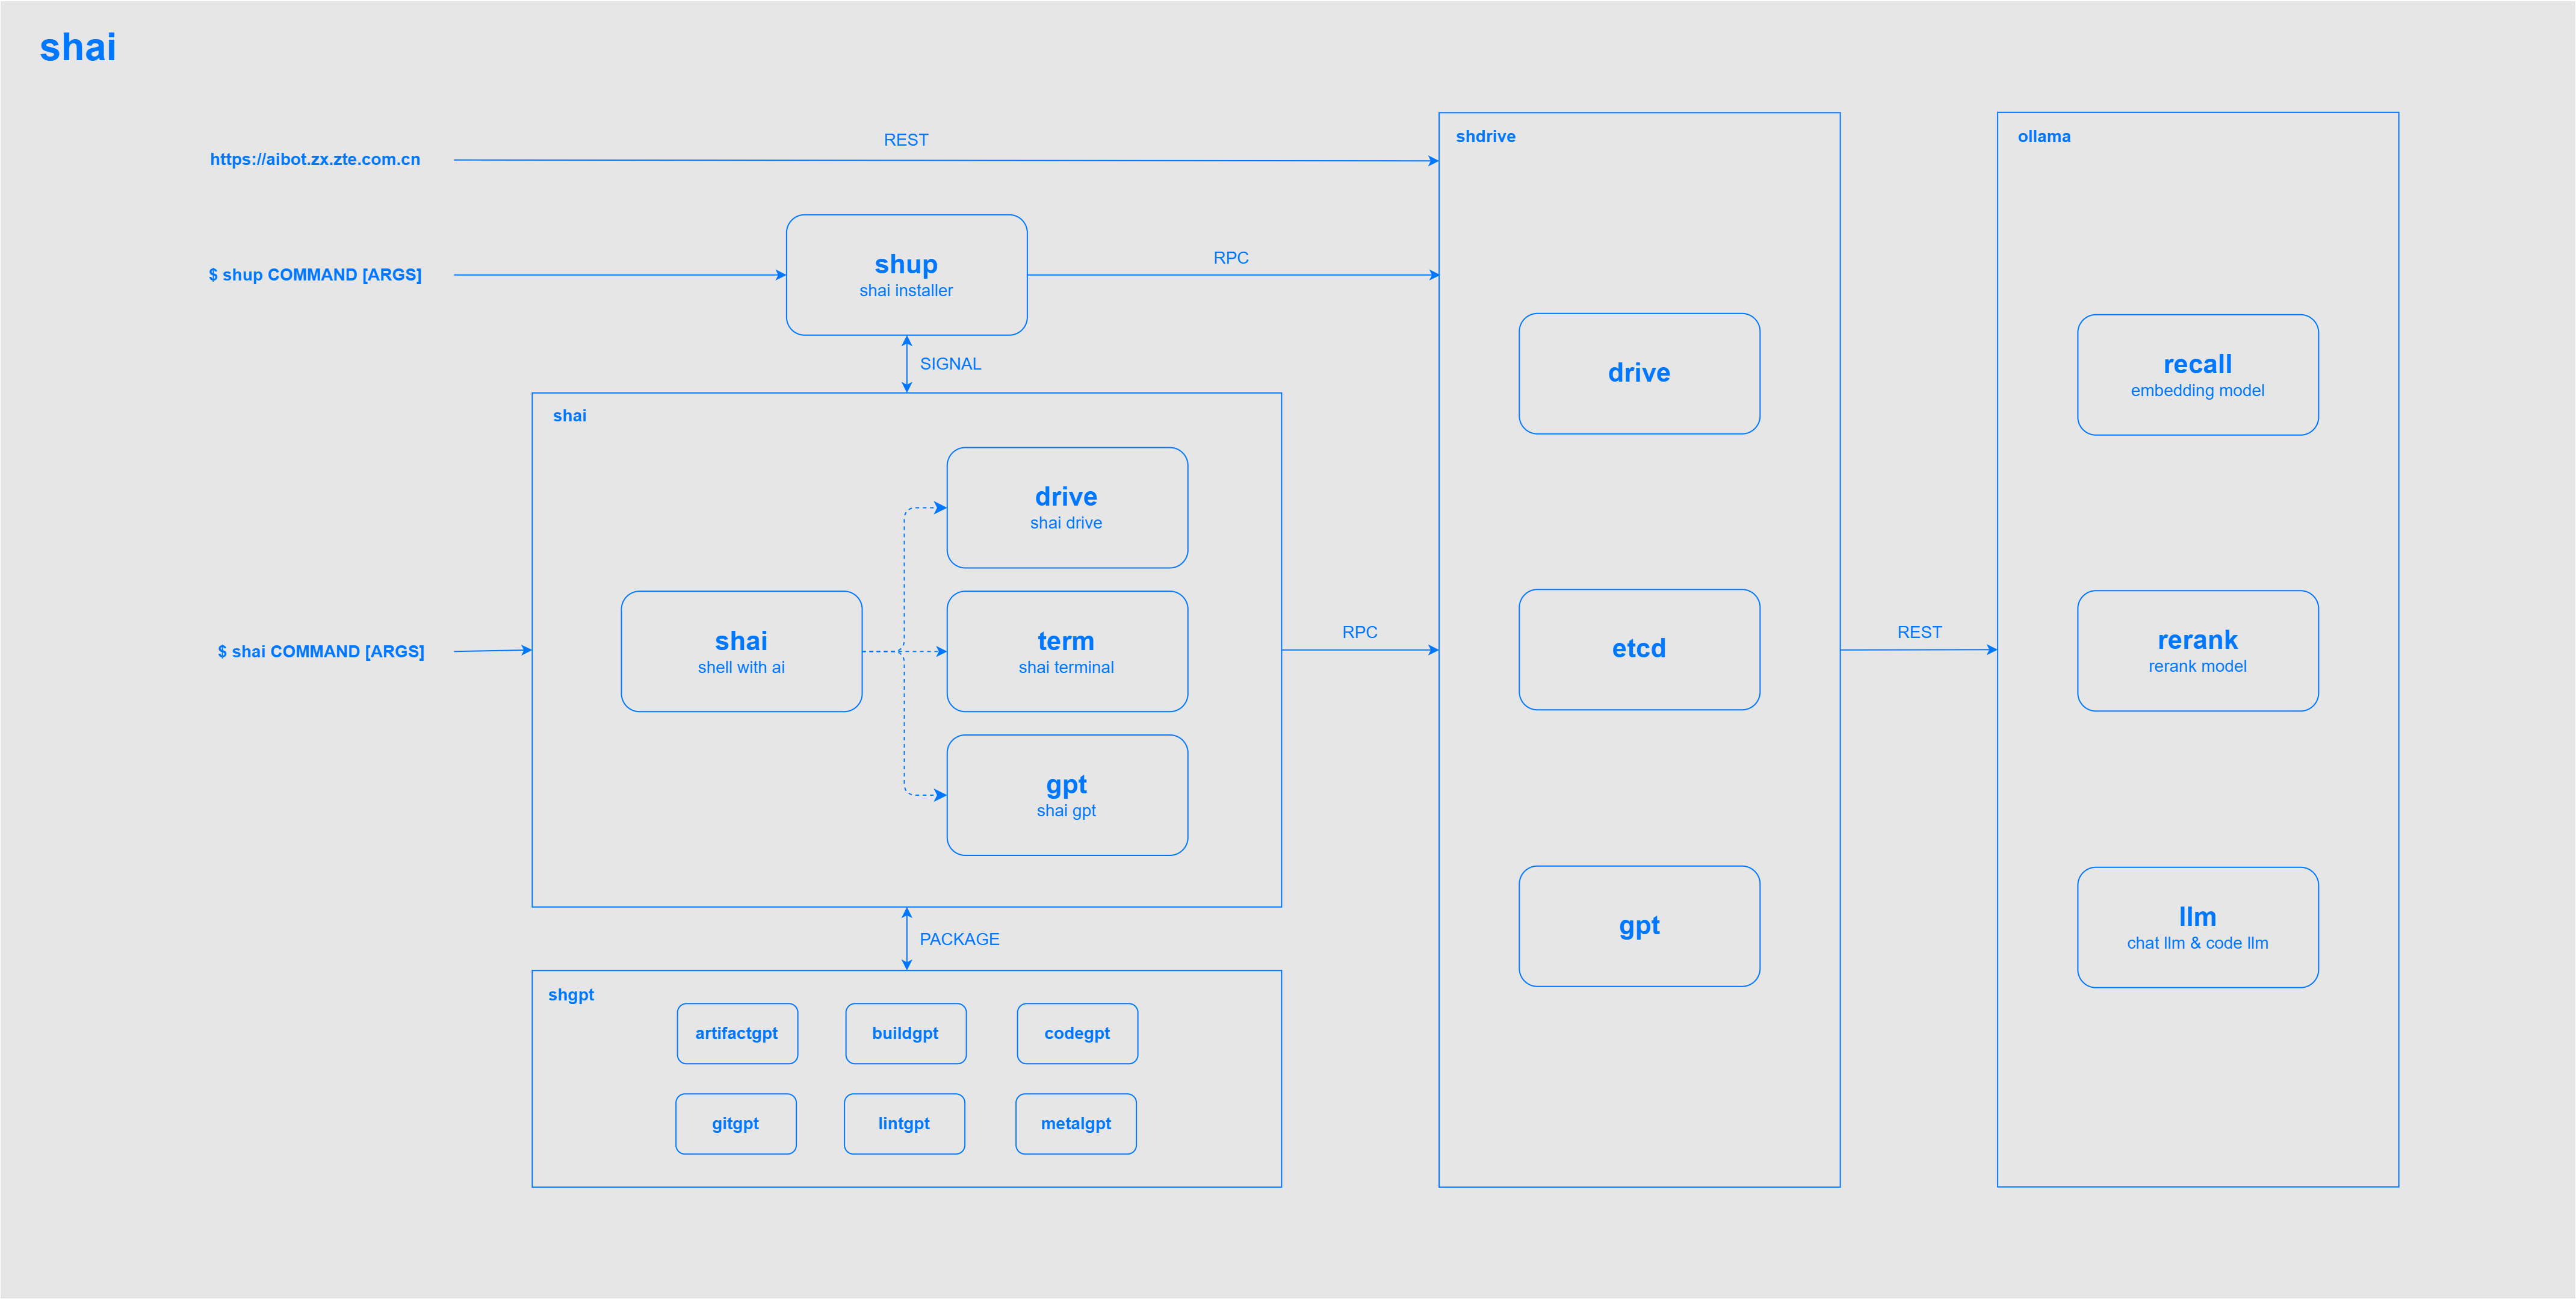 shai
https://aibot.zx.zte.com.cn
REST
$ shup COMMAND [ARGS]
shup
shai installer
RPC
SIGNAL
$ shai COMMAND [ARGS]
shai
shai
shell with ai
drive
shai drive
term
shai terminal
gpt
shai gpt
RPC
PACKAGE
shgpt
artifactgpt
buildgpt
codegpt
gitgpt
lintgpt
metalgpt
shdrive
drive
etcd
gpt
REST
ollama
recall
embedding model
rerank
rerank model
llm
chat llm & code llm